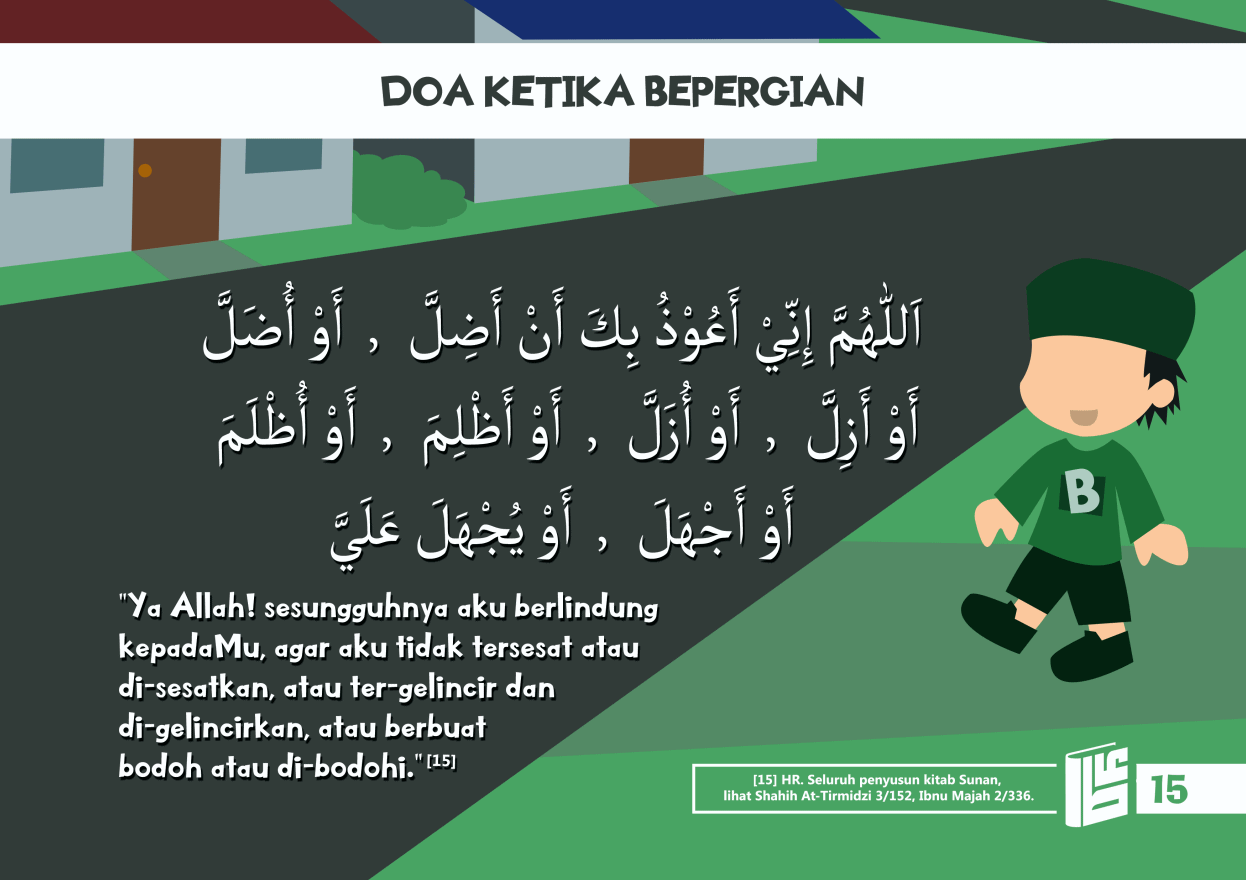 DOA KETIKA BEPERGIAN
اَللّٰهُمَّ إِنِّيْ أَعُوْذُ بِكَ أَنْ أَضِلَّ , أَوْ أُضَلَّ
أَوْ أَزِلَّ , أَوْ أُزَلَّ , أَوْ أَظْلِمَ , أَوْ أُظْلَمَ
أَوْ أَجْهَلَ , أَوْ يُجْهَلَ عَلَيَّ
"Ya Allah! sesungguhnya aku berlindung
kepadaMu, agar aku tidak tersesat atau
di-sesatkan, atau ter-gelincir dan
di-gelincirkan, atau berbuat
bodoh atau di-bodohi." [15]
B
[15] HR. Seluruh penyusun kitab Sunan,
lihat Shahih At-Tirmidzi 3/152, Ibnu Majah 2/336.
15